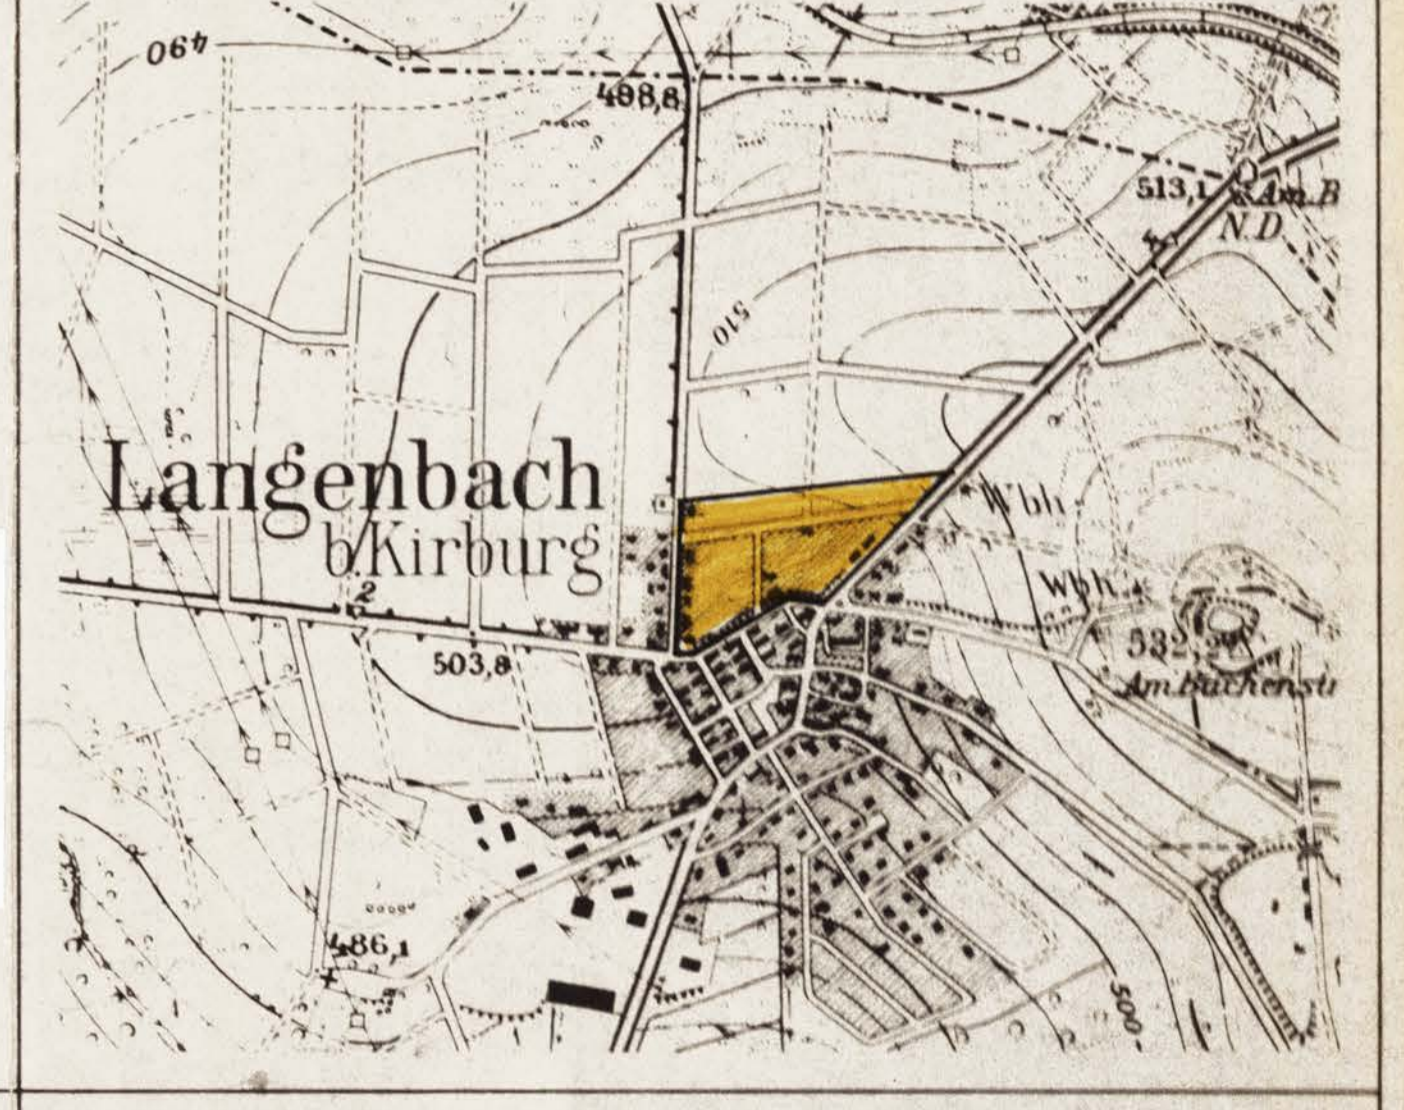 490
498,8
513,1
Am. B
N.D.
510
Langenbach
b. Kirburg
Wbh
2
Wbh.
503,8
532,2
Am. Buchenstr
486,1
500